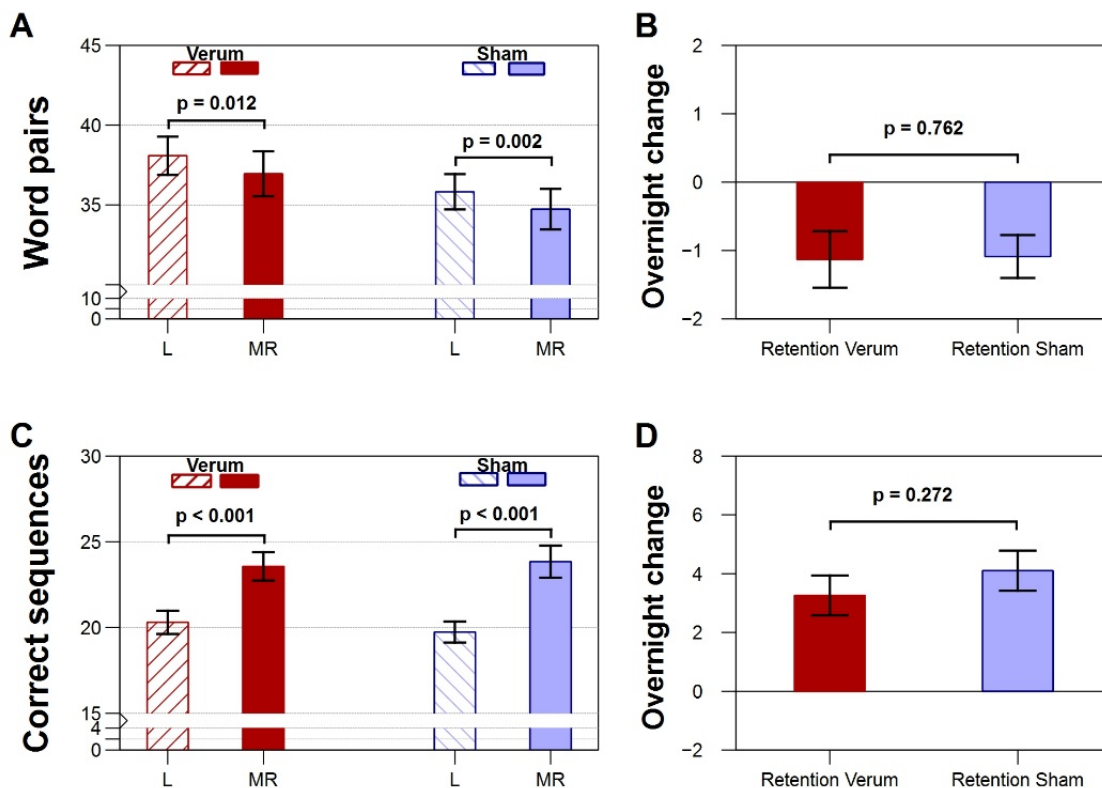 A
Word pairs
45
40
35
10
0
Verum
Sham
p = 0.012
p = 0.002
L
MR
L
MR
B
Overnight change
2
1
0
−1
−2
p = 0.762
Retention Verum
Retention Sham
C
Correct sequences
30
25
20
15
4
0
Verum
Sham
p < 0.001
p < 0.001
L
MR
L
MR
D
Overnight change
8
6
4
2
0
−2
p = 0.272
Retention Verum
Retention Sham